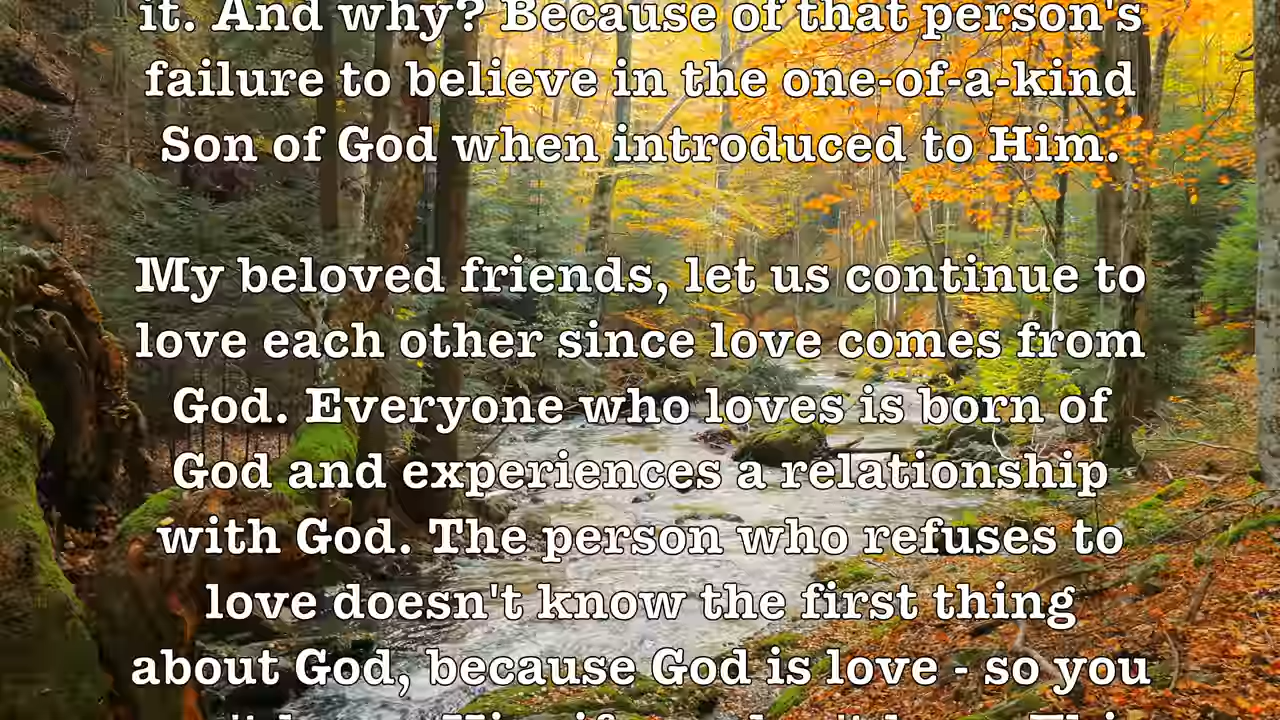 it. And why? Because of that person's
failure to believe in the one-of-a-kind
Son of God when introduced to Him.
My beloved friends, let us continue to
love each other since love comes from
God. Everyone who loves is born of
God and experiences a relationship
with God. The person who refuses to
love doesn't know the first thing
about God, because God is love - so you